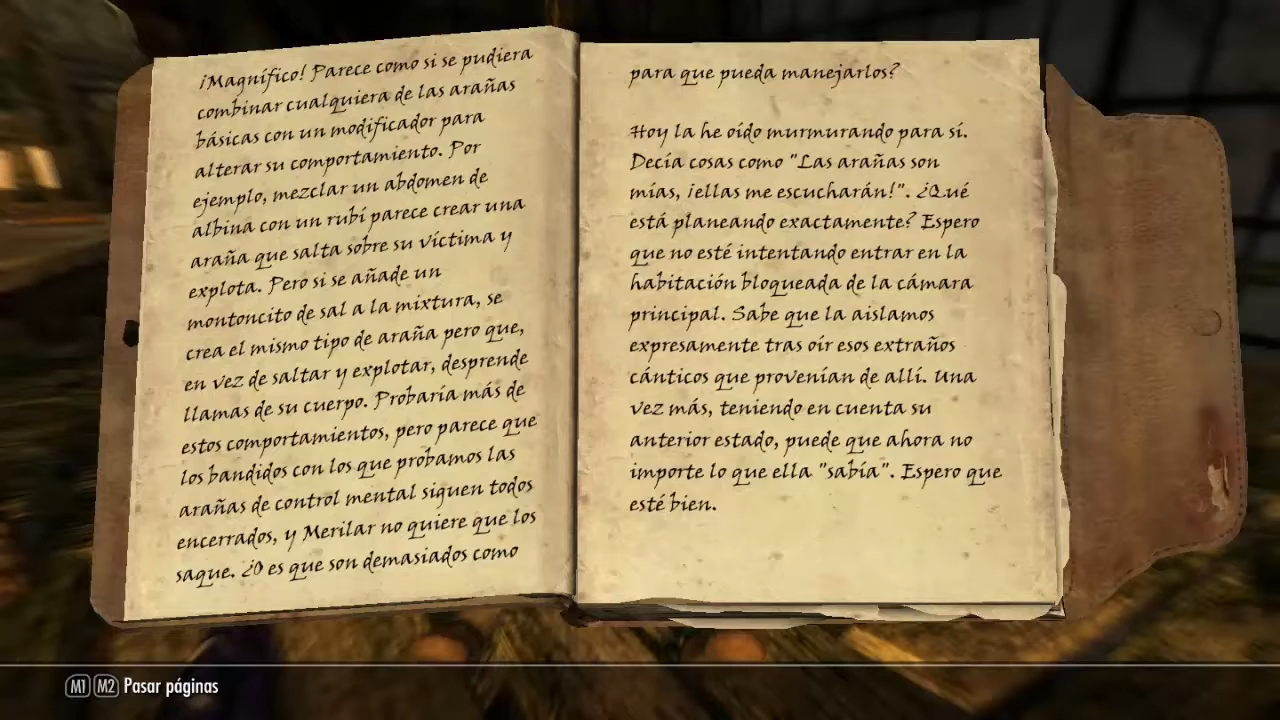 ¡Magnífico! Parece como si se pudiera
combinar cualquiera de las arañas
básicas con un modificador para
alterar su comportamiento. Por
ejemplo, mezclar un abdomen de
albina con un rubí parece crear una
araña que salta sobre su víctima y
explota. Pero si se añade un
montoncito de sal a la mixtura, se
crea el mismo tipo de araña pero que,
en vez de saltar y explotar, desprende
llamas de su cuerpo. Probaría más de
estos comportamientos, pero parece que
los bandidos con los que probamos las
arañas de control mental siguen todos
encerrados, y Merilar no quiere que los
saque. ¿O es que son demasiados como
para que pueda manejarlos?
Hoy la he oído murmurando para sí.
Decía cosas como "Las arañas son
mías, ¡ellas me escucharán!". ¿Qué
está planeando exactamente? Espero
que no esté intentando entrar en la
habitación bloqueada de la cámara
principal. Sabe que la aislamos
expresamente tras oír esos extraños
cánticos que provenían de allí. Una
vez más, teniendo en cuenta su
anterior estado, puede que ahora no
importe lo que ella "sabía". Espero que
esté bien.
M1 M2 Pasar páginas